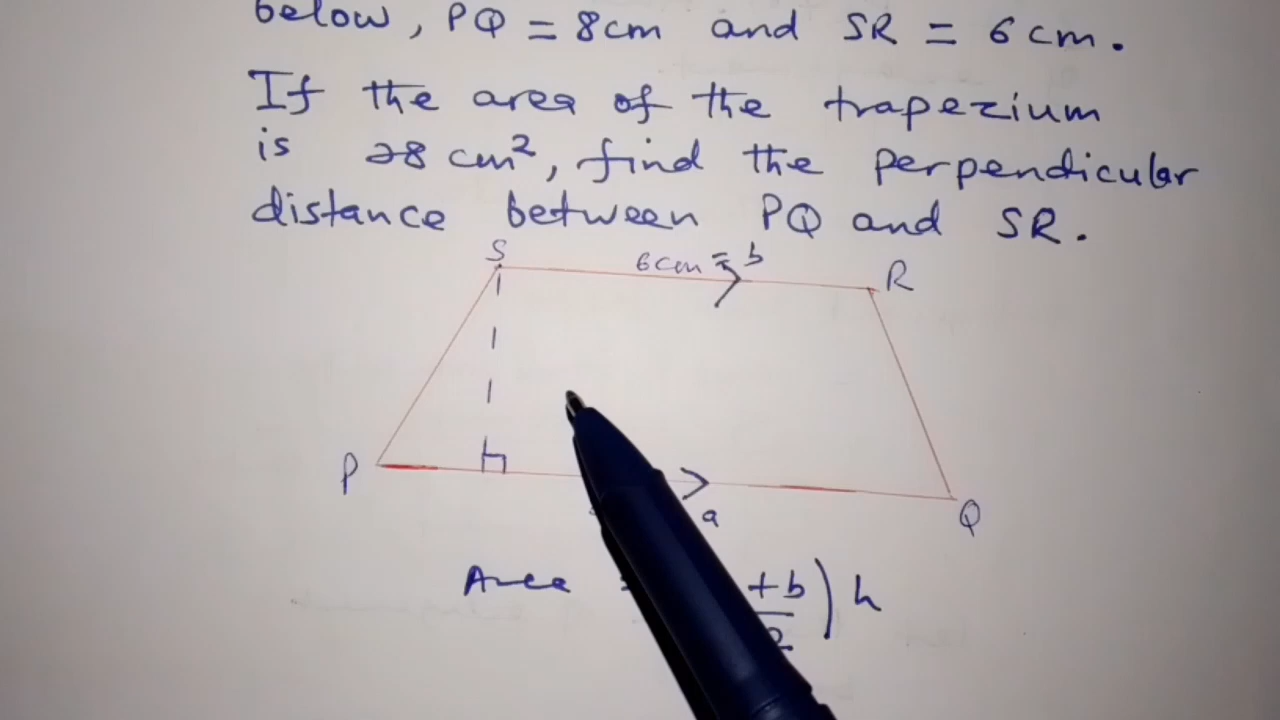 below, PQ = 8cm and SR = 6cm.
If the area of the trapezium
is 28 cm², find the perpendicular
distance between PQ and SR.
S 6cm = b R
P a Q
Area + b ) h
2